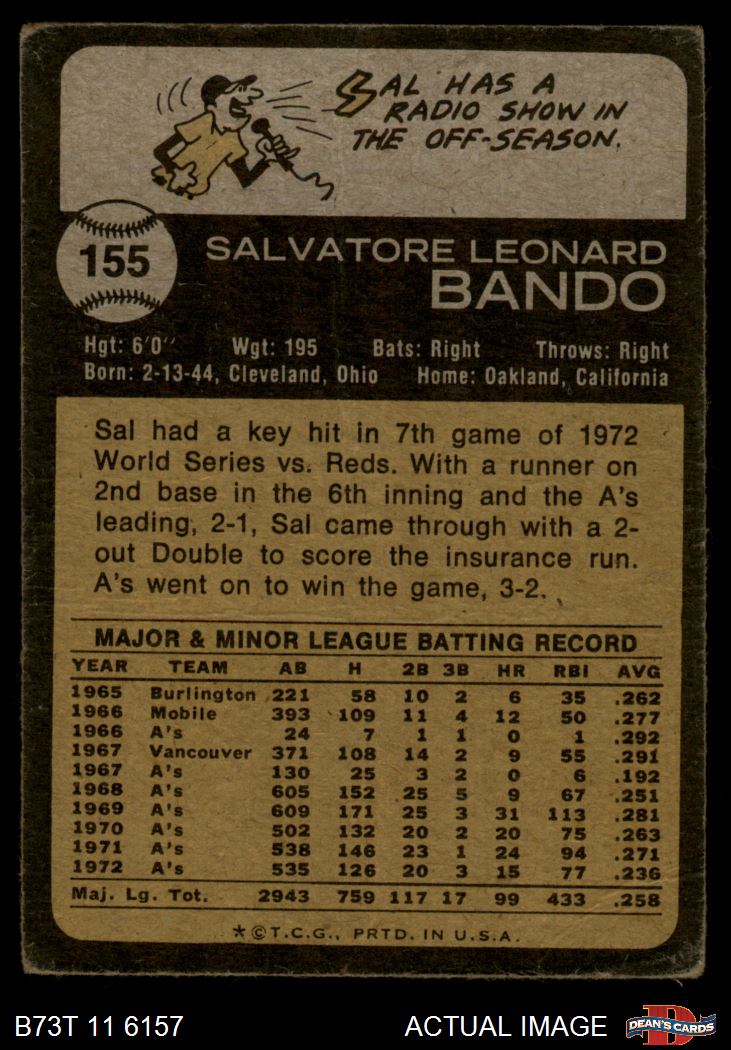 SAL HAS A
RADIO SHOW IN
THE OFF-SEASON.
155
SALVATORE LEONARD
BANDO
Hgt: 6'0" Wgt: 195 Bats: Right Throws: Right
Born: 2-13-44, Cleveland, Ohio Home: Oakland, California
Sal had a key hit in 7th game of 1972
World Series vs. Reds. With a runner on
2nd base in the 6th inning and the A's
leading, 2-1, Sal came through with a 2-
out Double to score the insurance run.
A's went on to win the game, 3-2.
MAJOR & MINOR LEAGUE BATTING RECORD
YEAR TEAM AB H 2B 3B HR RBI AVG
1965 Burlington 221 58 10 2 6 35 .262
1966 Mobile 393 109 11 4 12 50 .277
1966 A's 24 7 1 1 0 1 .292
1967 Vancouver 371 108 14 2 9 55 .291
1967 A's 130 25 3 2 0 6 .192
1968 A's 605 152 25 5 9 67 .251
1969 A's 609 171 25 3 31 113 .281
1970 A's 502 132 20 2 20 75 .263
1971 A's 538 146 23 1 24 94 .271
1972 A's 535 126 20 3 15 77 .236
Maj. Lg. Tot. 2943 759 117 17 99 433 .258
*©T.C.G., PRTD. IN U.S.A.
B73T 11 6157 ACTUAL IMAGE
D
DEAN'S CARDS